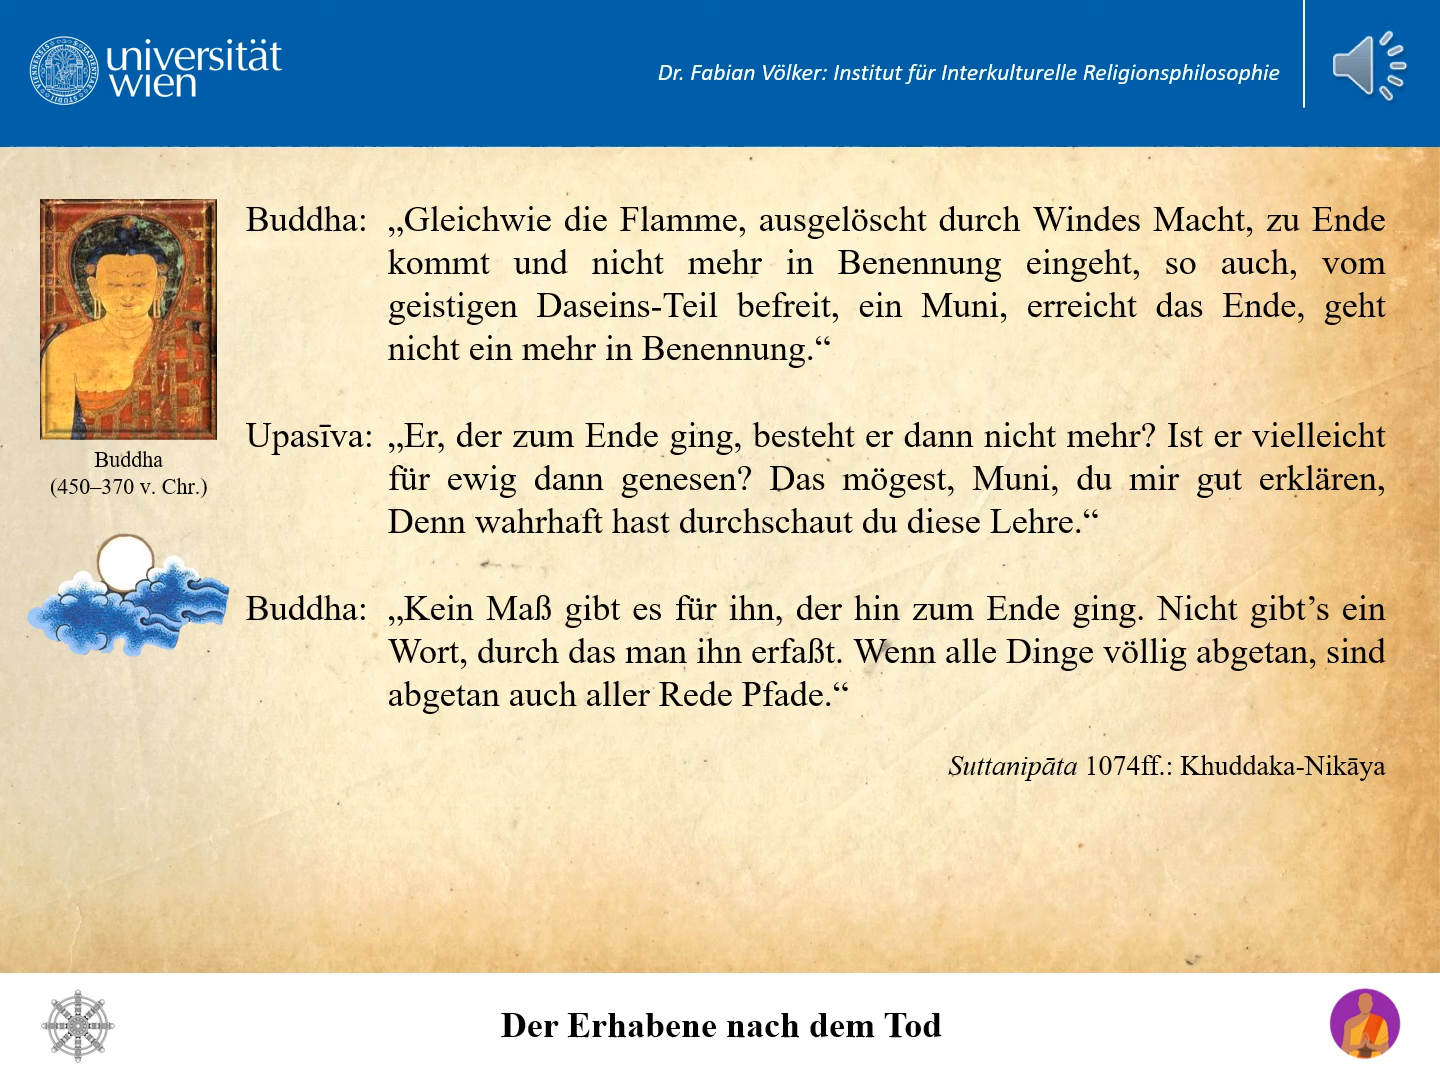 universität
wien
Dr. Fabian Völker: Institut für Interkulturelle Religionsphilosophie
Buddha: „Gleichwie die Flamme, ausgelöscht durch Windes Macht, zu Ende
kommt und nicht mehr in Benennung eingeht, so auch, vom
geistigen Daseins-Teil befreit, ein Muni, erreicht das Ende, geht
nicht ein mehr in Benennung.“
Buddha
(450–370 v. Chr.)
Upasīva: „Er, der zum Ende ging, besteht er dann nicht mehr? Ist er vielleicht
für ewig dann genesen? Das mögest, Muni, du mir gut erklären,
Denn wahrhaft hast durchschaut du diese Lehre.“
Buddha: „Kein Maß gibt es für ihn, der hin zum Ende ging. Nicht gibt’s ein
Wort, durch das man ihn erfaßt. Wenn alle Dinge völlig abgetan, sind
abgetan auch aller Rede Pfade.“
Suttanipāta 1074ff.: Khuddaka-Nikāya
Der Erhabene nach dem Tod